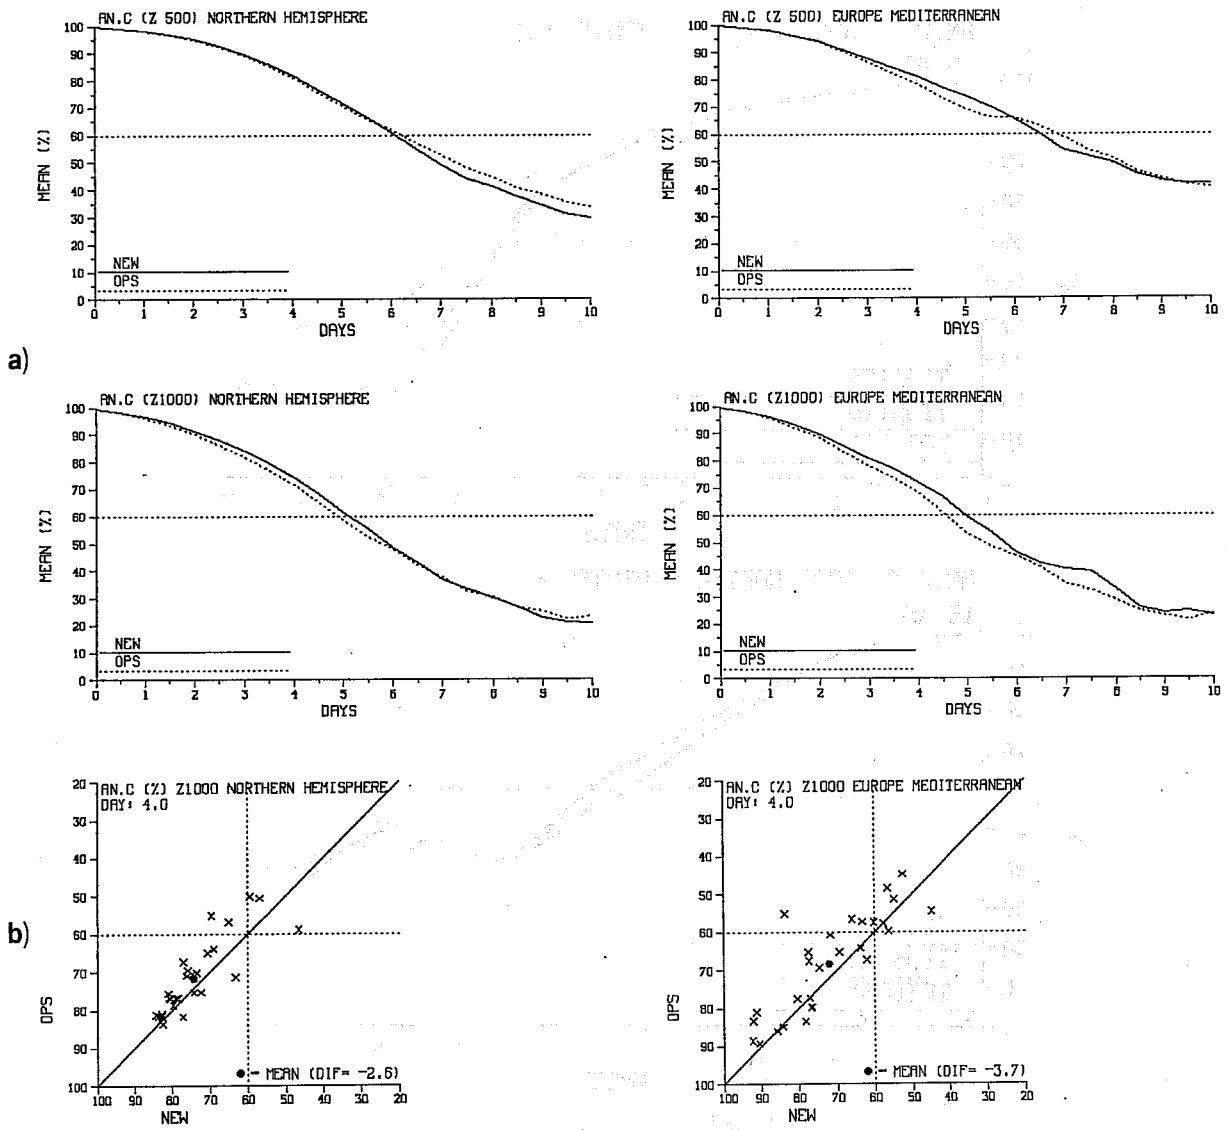 AN.C (Z 500) NORTHERN HEMISPHERE
100
90
80
70
60
50
40
30
20
10
0
MEAN (%)
NEW
OPS
0 1 2 3 4 5 6 7 8 9 10
DAYS
AN.C (Z 500) EUROPE MEDITERRANEAN
100
90
80
70
60
50
40
30
20
10
0
MEAN (%)
NEW
OPS
0 1 2 3 4 5 6 7 8 9 10
DAYS
a)
AN.C (Z1000) NORTHERN HEMISPHERE
100
90
80
70
60
50
40
30
20
10
0
MEAN (%)
NEW
OPS
0 1 2 3 4 5 6 7 8 9 10
DAYS
AN.C (Z1000) EUROPE MEDITERRANEAN
100
90
80
70
60
50
40
30
20
10
0
MEAN (%)
NEW
OPS
0 1 2 3 4 5 6 7 8 9 10
DAYS
AN.C (%) Z1000 NORTHERN HEMISPHERE
DAY: 4.0
20
30
40
50
60
70
80
90
100
OPS
- MEAN (DIF= -2.6)
100 90 80 70 60 50 40 30 20
NEW
AN.C (%) Z1000 EUROPE MEDITERRANEAN
DAY: 4.0
20
30
40
50
60
70
80
90
100
OPS
- MEAN (DIF= -3.7)
100 90 80 70 60 50 40 30 20
NEW
b)